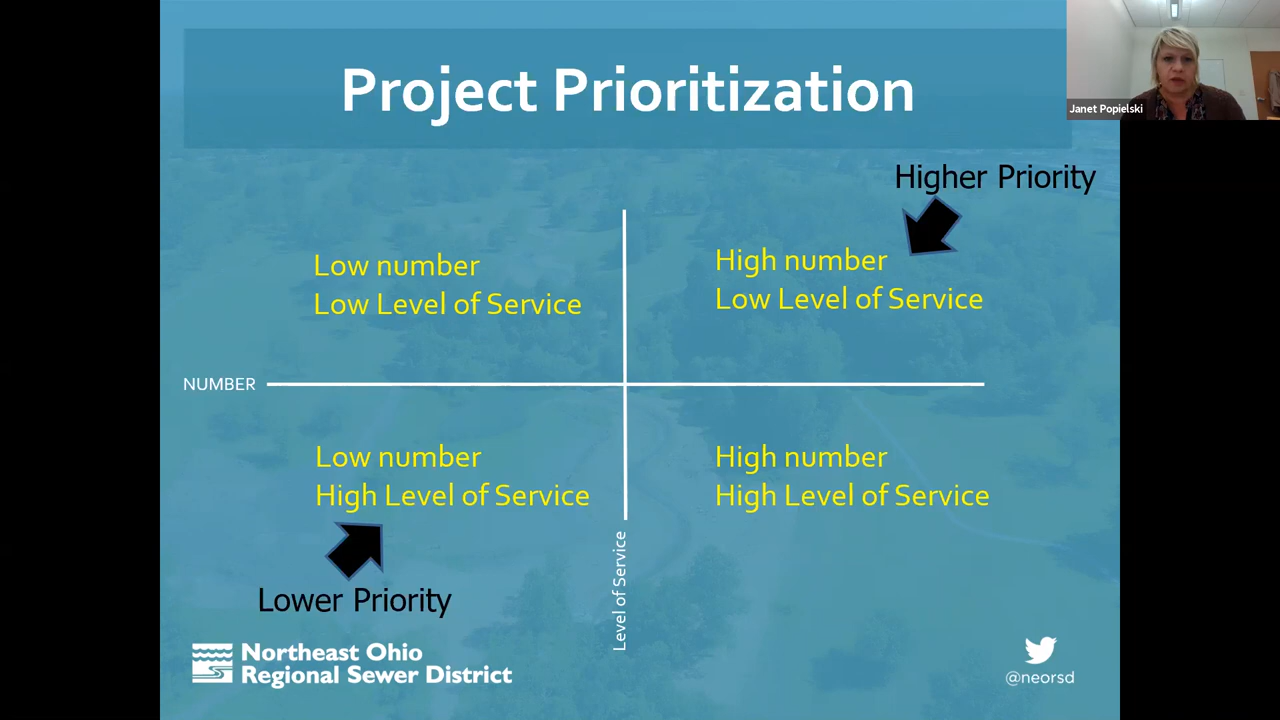 Project Prioritization
Janet Popielski
Higher Priority
Low number
Low Level of Service
High number
Low Level of Service
NUMBER
Low number
High Level of Service
High number
High Level of Service
Level of Service
Lower Priority
Northeast Ohio
Regional Sewer District
@neorsd